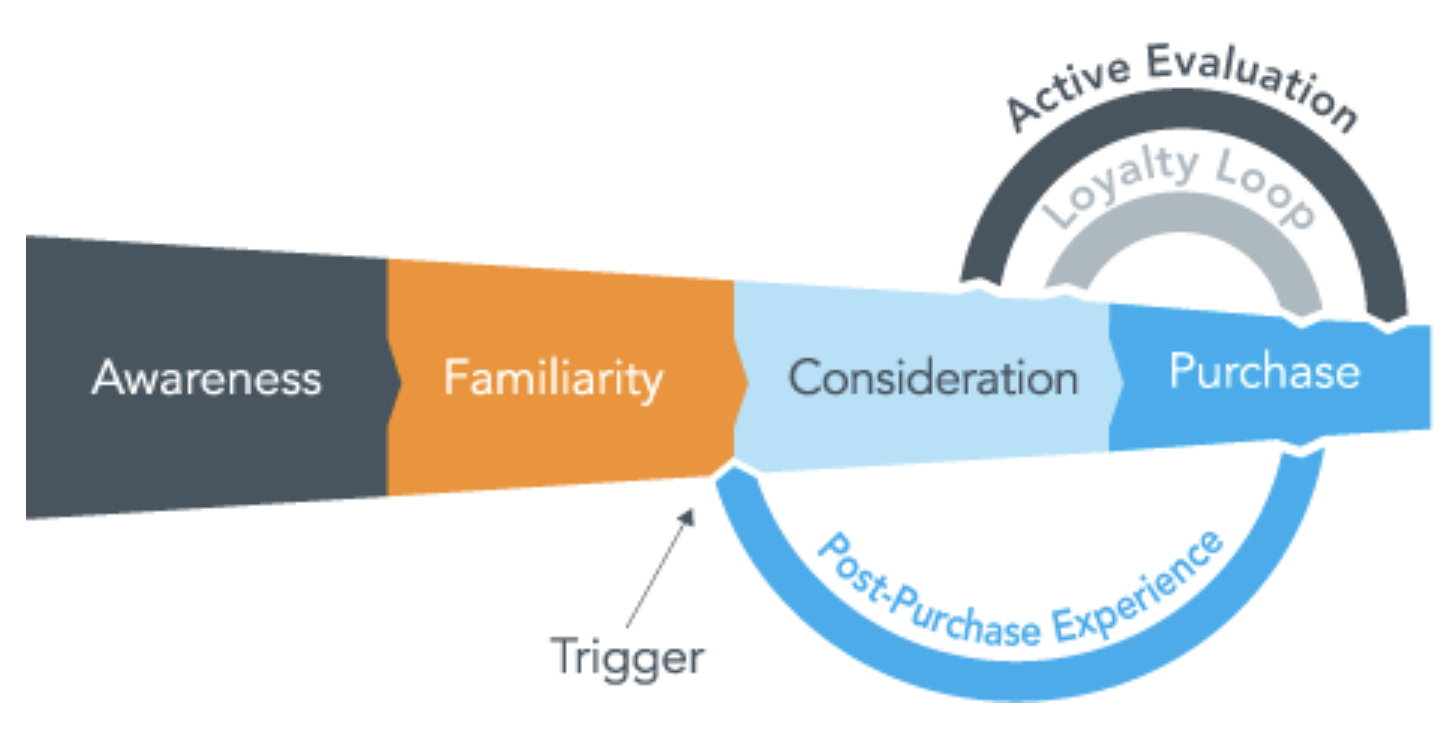 Active Evaluation
Loyalty Loop
Awareness
Familiarity
Consideration
Purchase
Post-Purchase Experience
Trigger